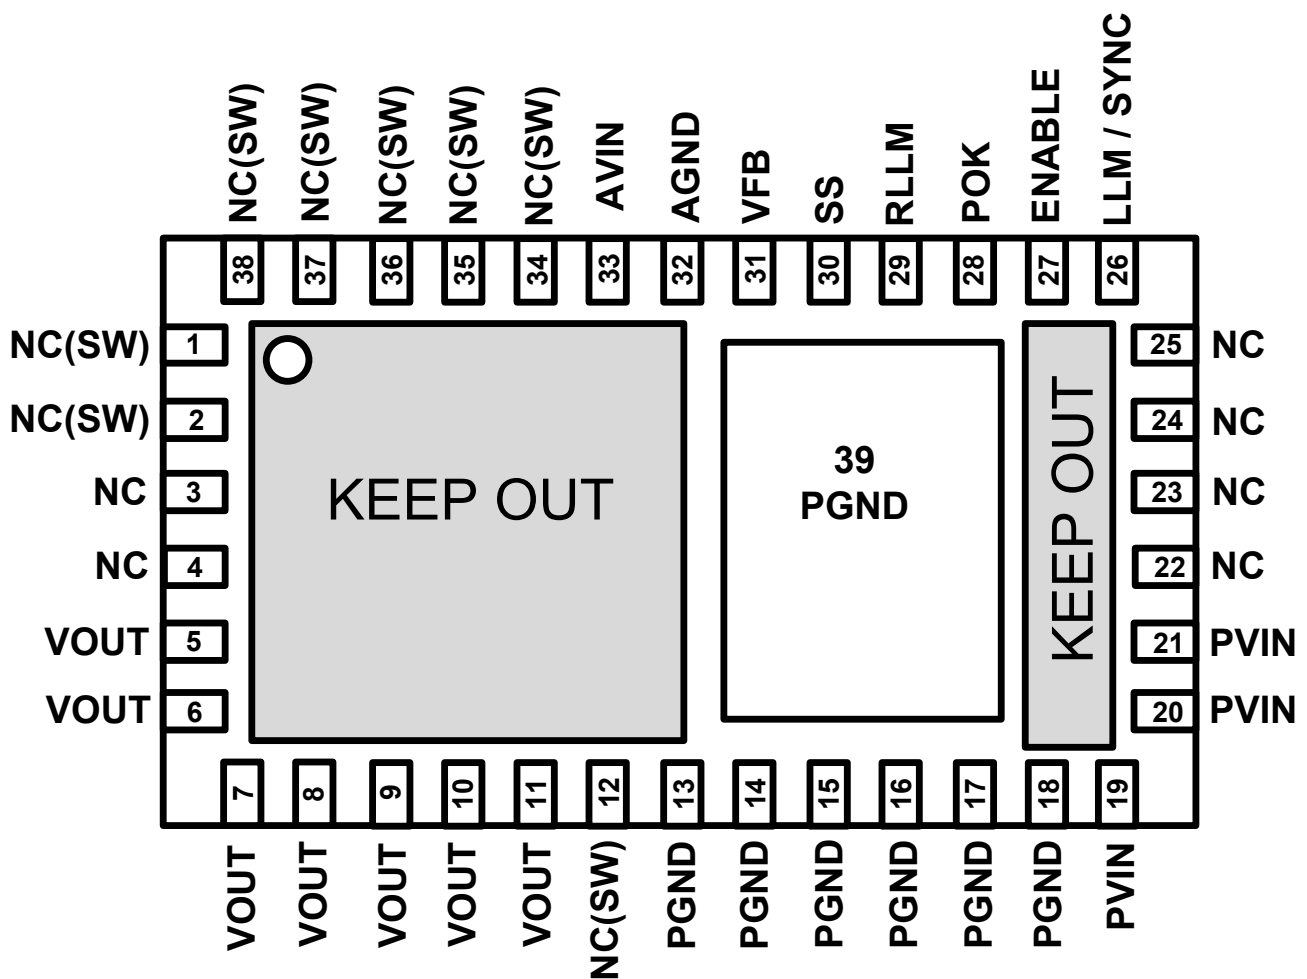 NC(SW)
NC(SW)
NC(SW)
NC(SW)
NC(SW)
AVIN
AGND
VFB
SS
RLLM
POK
ENABLE
LLM / SYNC
38
37
36
35
34
33
32
31
30
29
28
27
26
NC(SW)
1
NC(SW)
2
NC
3
NC
4
VOUT
5
VOUT
6
KEEP OUT
39
PGND
KEEP OUT
25
NC
24
NC
23
NC
22
NC
21
PVIN
20
PVIN
7
8
9
10
11
12
13
14
15
16
17
18
19
VOUT
VOUT
VOUT
VOUT
VOUT
NC(SW)
PGND
PGND
PGND
PGND
PGND
PGND
PVIN